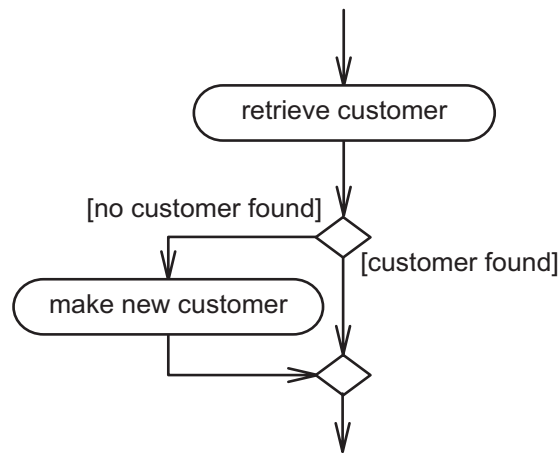 retrieve customer
[no customer found]
[customer found]
make new customer